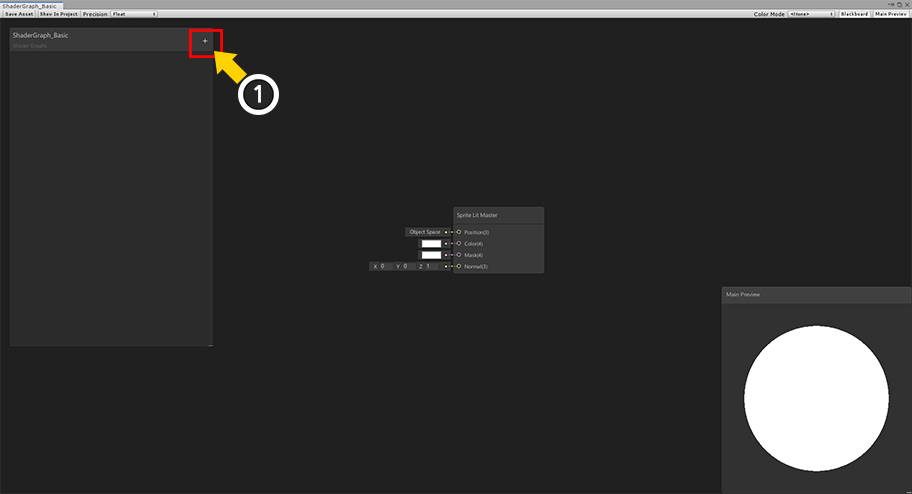 ShaderGraph_Basic
Save Asset Show In Project Precision Float Color Mode <None> Blackboard Main Preview
ShaderGraph_Basic +
Shader Graphs
1
Sprite Lit Master
Object Space Position(3)
Color(4)
Mask(4)
X 0 Y 0 Z 1 Normal(3)
Main Preview